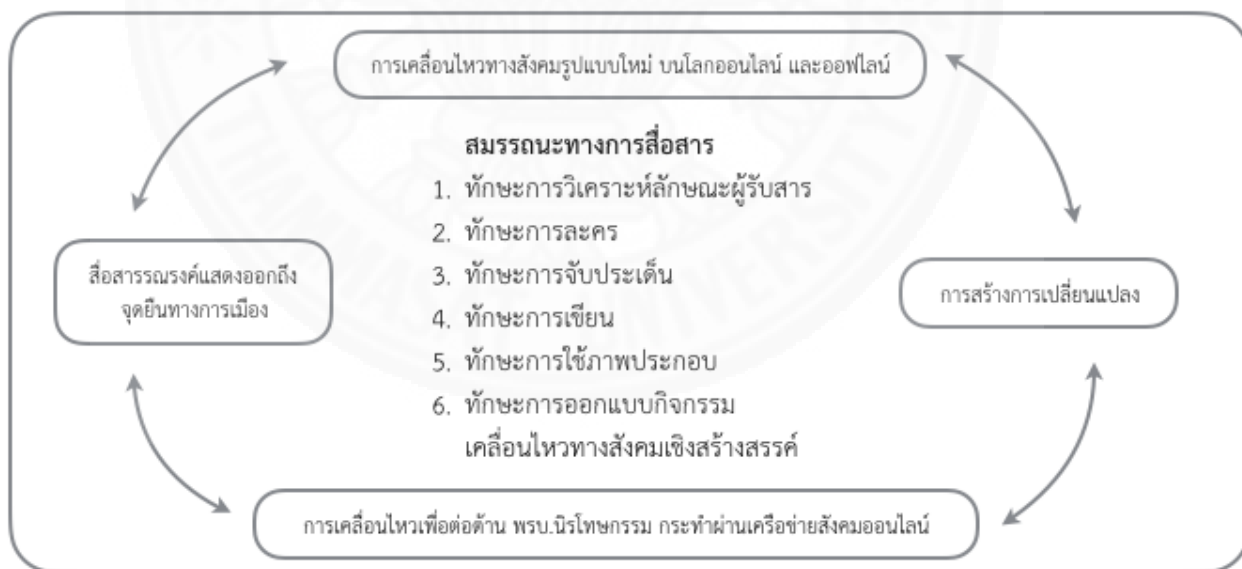 การเคลื่อนไหวทางสังคมรูปแบบใหม่ บนโลกออนไลน์ และออฟไลน์
สมรรถนะทางการสื่อสาร
1. ทักษะการวิเคราะห์ลักษณะผู้รับสาร
2. ทักษะการละคร
3. ทักษะการจับประเด็น
4. ทักษะการเขียน
5. ทักษะการใช้ภาพประกอบ
6. ทักษะการออกแบบกิจกรรม
เคลื่อนไหวทางสังคมเชิงสร้างสรรค์
สื่อสารรณรงค์แสดงออกถึง
จุดยืนทางการเมือง
การสร้างการเปลี่ยนแปลง
การเคลื่อนไหวเพื่อต่อต้าน พรบ.นิรโทษกรรม กระทำผ่านเครือข่ายสังคมออนไลน์
THAMMASAT UNIVERSITY